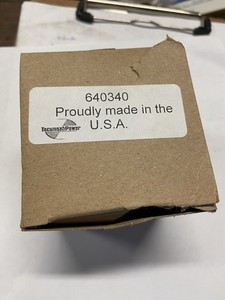 640340
Proudly made in the
TecumsehPower U.S.A.